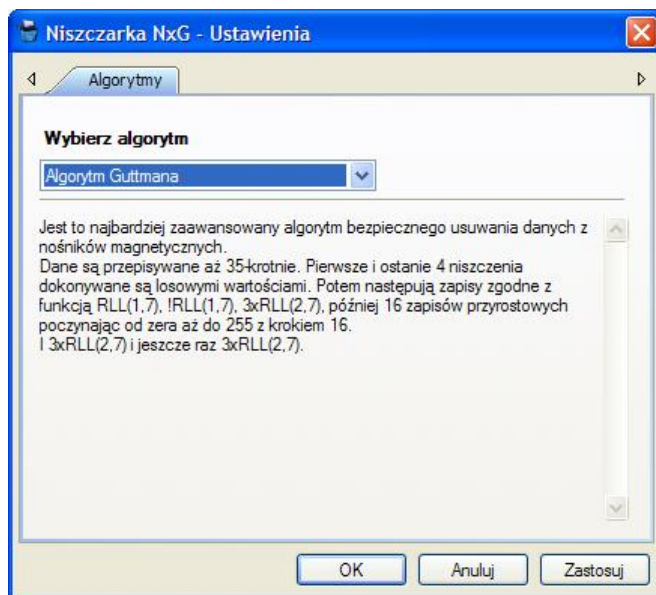 Niszczarka NxG - Ustawienia
Algorytmy
Wybierz algorytm
Algorytm Guttmana
Jest to najbardziej zaawansowany algorytm bezpiecznego usuwania danych z
nośników magnetycznych.
Dane są przepisywane aż 35-krotnie. Pierwsze i ostanie 4 niszczenia
dokonywane są losowymi wartościami. Potem następują zapisy zgodne z
funkcją RLL(1,7), !RLL(1,7), 3xRLL(2,7), później 16 zapisów przyrostowych
poczynając od zera aż do 255 z krokiem 16.
I 3xRLL(2,7) i jeszcze raz 3xRLL(2,7).
OK Anuluj Zastosuj